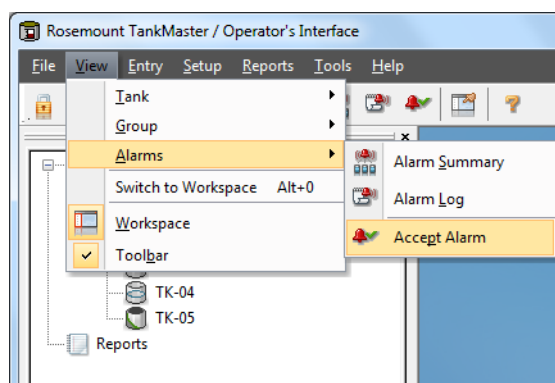 Rosemount TankMaster / Operator's Interface
File View Entry Setup Reports Tools Help
Tank
Group
Alarms
Switch to Workspace Alt+0
Workspace
Toolbar
Alarm Summary
Alarm Log
Accept Alarm
TK-04
TK-05
Reports